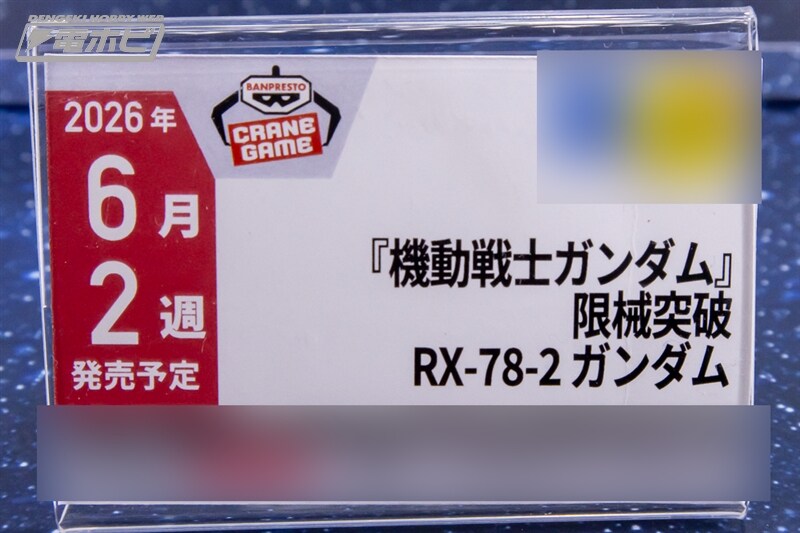 DENGEKI HOBBY WEB
電ホビ
2026年
6月
2週
発売予定
BANPRESTO
CRANE
GAME
『機動戦士ガンダム』
限械突破
RX-78-2 ガンダム